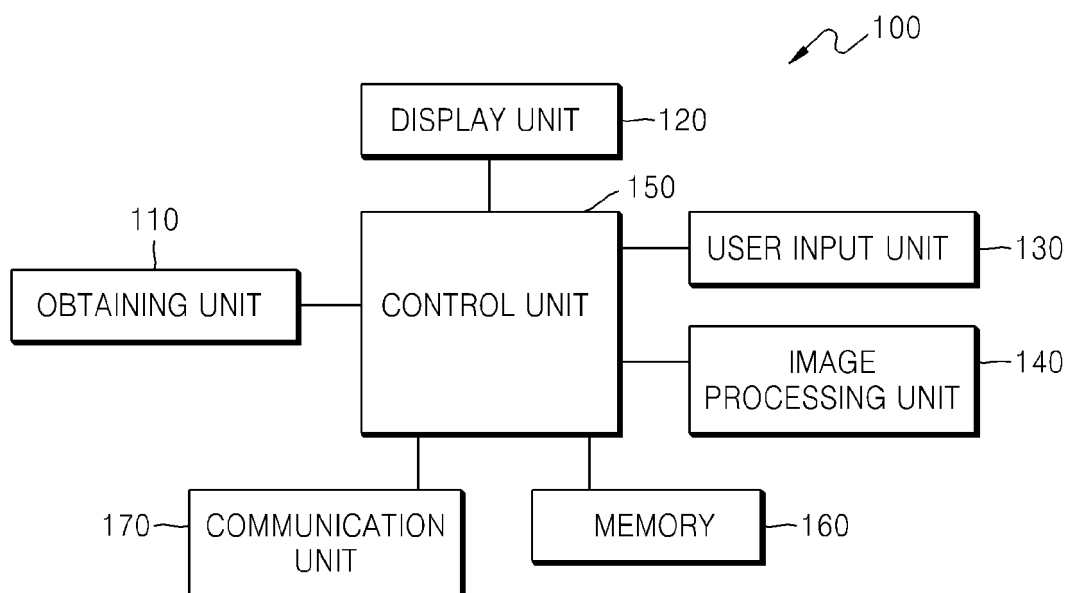 100
DISPLAY UNIT
120
150
110
USER INPUT UNIT
130
OBTAINING UNIT
CONTROL UNIT
IMAGE
PROCESSING UNIT
140
170
COMMUNICATION
UNIT
MEMORY
160